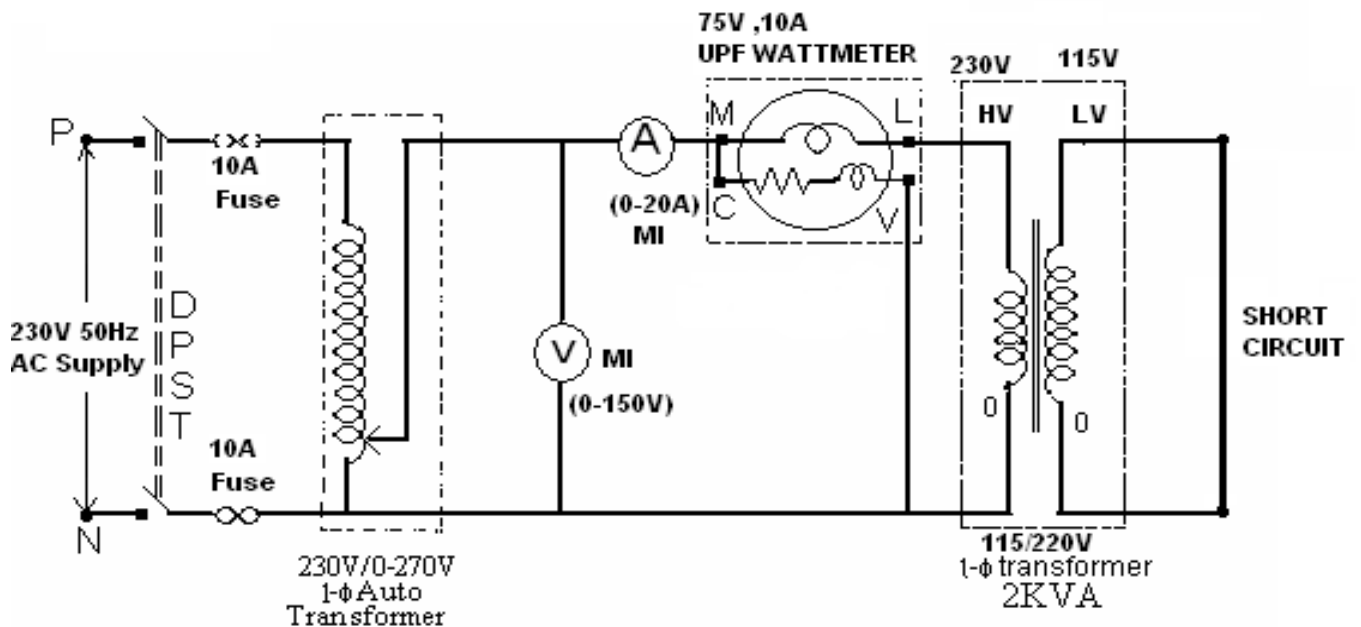 75V ,10A
UPF WATTMETER
230V
115V
M
L
HV
LV
P
A
10A
Fuse
(0-20A)
MI
C
V
D
P
S
T
230V 50Hz
AC Supply
V
MI
(0-150V)
SHORT
CIRCUIT
0
0
10A
Fuse
N
230V/0-270V
1-ϕ Auto
Transformer
115/220V
1-ϕ transformer
2KVA